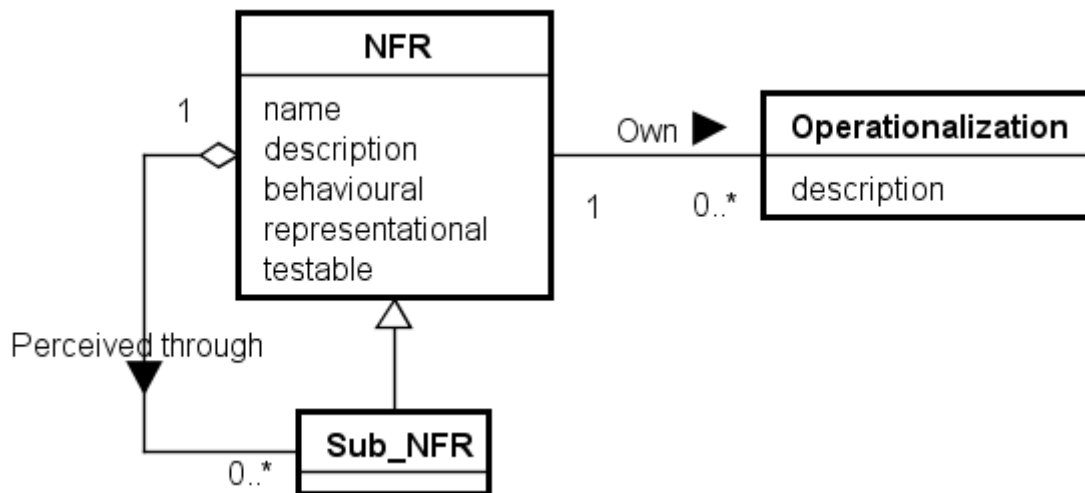 NFR
name
description
behavioural
representational
testable
1
Own
1
0..*
Operationalization
description
Perceived through
0..*
Sub_NFR